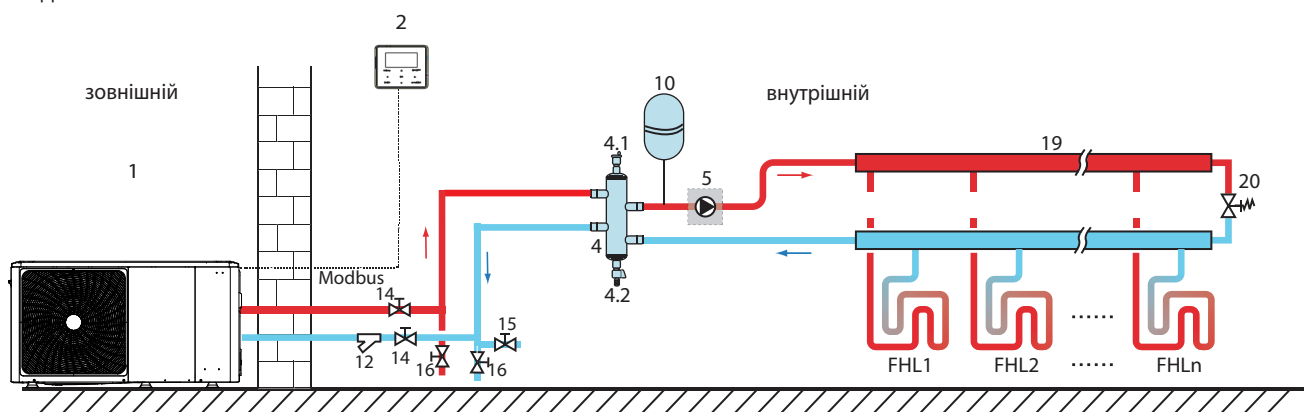 2
зовнішній
10
внутрішній
1
4.1
19
5
20
4
Modbus
14
4.2
15
12
14
16
16
FHL1
FHL2
......
FHLn
......